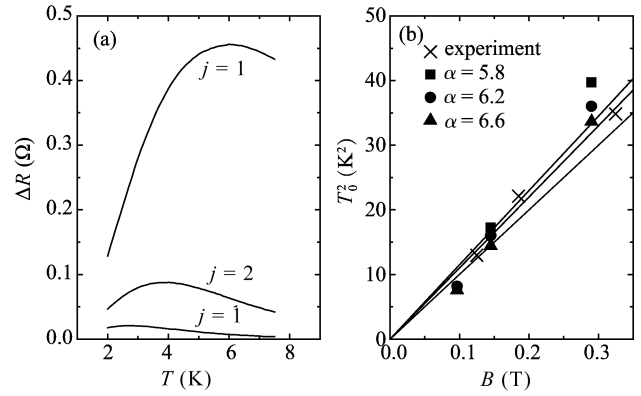 (a)
0.5
0.4
0.3
0.2
0.1
0.0
ΔR (Ω)
j = 1
j = 2
j = 1
2 4 6 8
T (K)
(b)
50
40
30
20
10
0
T₀² (K²)
× experiment
■ α = 5.8
● α = 6.2
▲ α = 6.6
0.0 0.1 0.2 0.3
B (T)